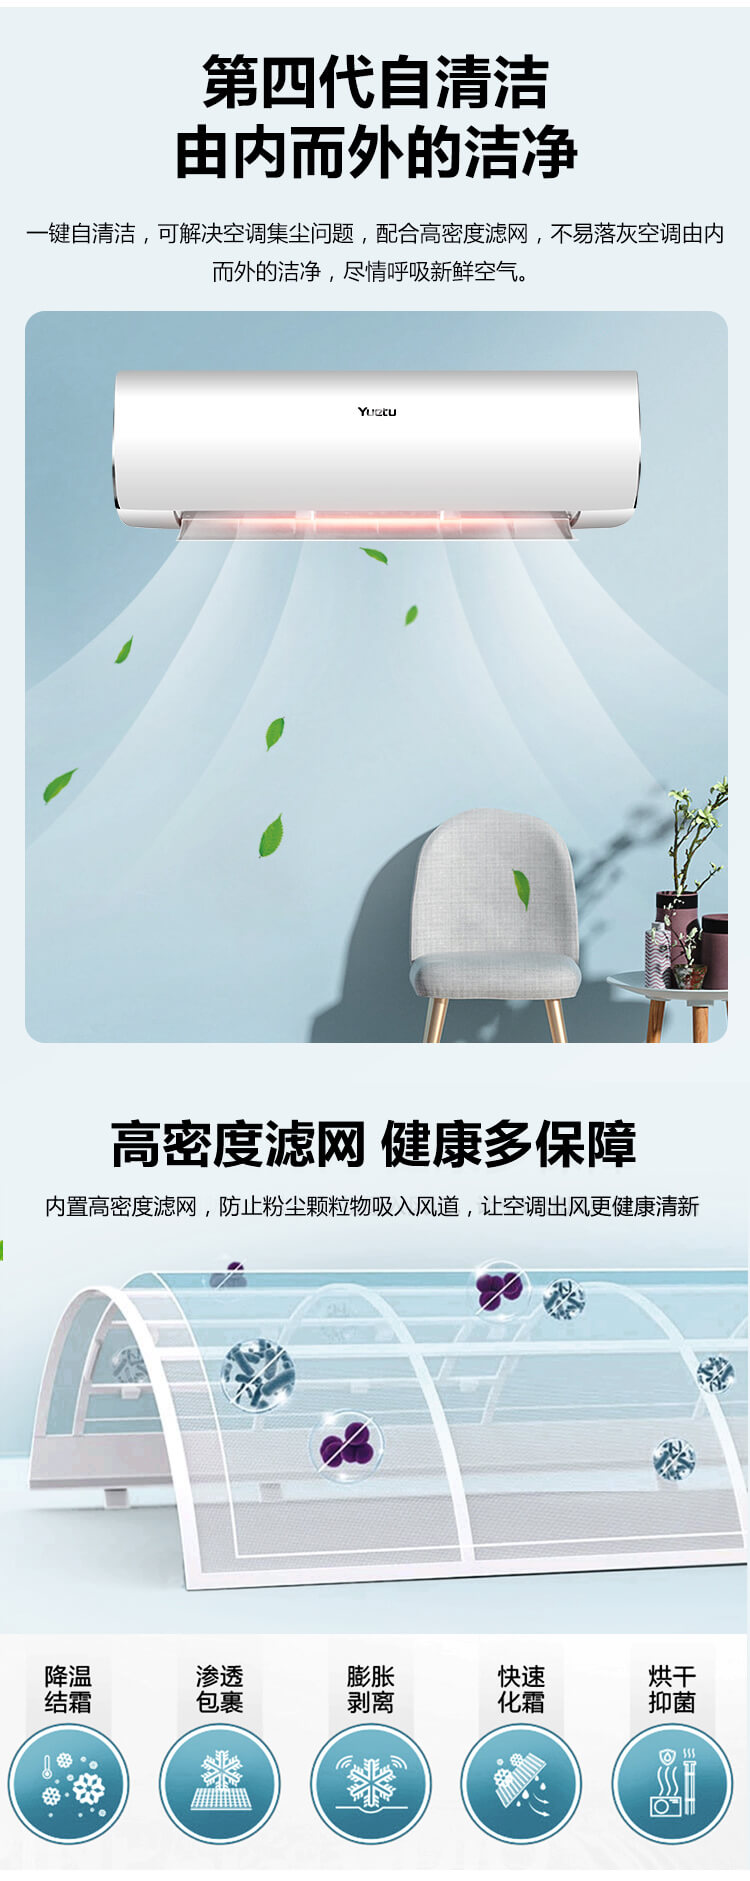 第四代自清洁
由内而外的洁净
一键自清洁，可解决空调集尘问题，配合高密度滤网，不易落灰空调由内
而外的洁净，尽情呼吸新鲜空气。
Yuetu
高密度滤网 健康多保障
内置高密度滤网，防止粉尘颗粒物吸入风道，让空调出风更健康清新
降温
结霜
渗透
包裹
膨胀
剥离
快速
化霜
烘干
抑菌